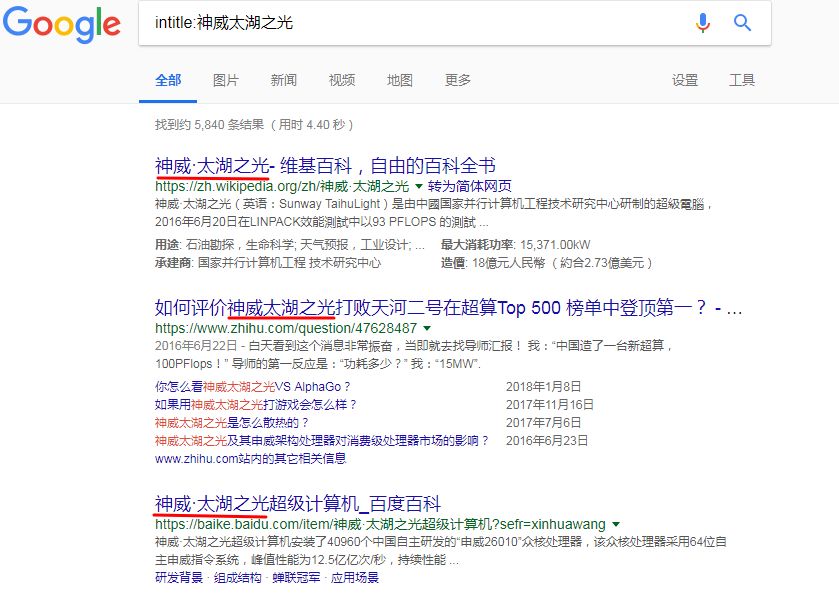 Google
intitle:神威太湖之光
全部 图片 新闻 视频 地图 更多 设置 工具
找到约 5,840 条结果 （用时 4.40 秒）
神威·太湖之光- 维基百科，自由的百科全书
https://zh.wikipedia.org/zh/神威·太湖之光 转为简体网页
神威·太湖之光（英语：Sunway TaihuLight）是由中國国家并行计算机工程技术研究中心研制的超級電腦，
2016年6月20日在LINPACK效能測試中以93 PFLOPS 的測試 ...
用途: 石油勘探，生命科学; 天气预报，工业设计; ... 最大消耗功率: 15,371.00kW
承建商: 国家并行计算机工程 技术研究中心 造價: 18億元人民幣 （約合2.73億美元）
如何评价神威太湖之光打败天河二号在超算Top 500 榜单中登顶第一？ - ...
https://www.zhihu.com/question/47628487
2016年6月22日 - 白天看到这个消息非常振奋，当即就去找导师汇报！ 我：“中国造了一台新超算，
100PFlops！” 导师的第一反应是：“功耗多少？” 我：“15MW”.
你怎么看神威太湖之光VS AlphaGo？ 2018年1月8日
如果用神威太湖之光打游戏会怎么样？ 2017年11月16日
神威太湖之光是怎么散热的？ 2017年7月6日
神威太湖之光及其申威架构处理器对消费级处理器市场的影响？ 2016年6月23日
www.zhihu.com站内的其它相关信息
神威·太湖之光超级计算机_百度百科
https://baike.baidu.com/item/神威·太湖之光超级计算机?sefr=xinhuawang
神威·太湖之光超级计算机安装了40960个中国自主研发的“申威26010”众核处理器，该众核处理器采用64位自
主申威指令系统，峰值性能为12.5亿亿次/秒，持续性能 ...
研发背景 · 组成结构 · 蝉联冠军 · 应用场景